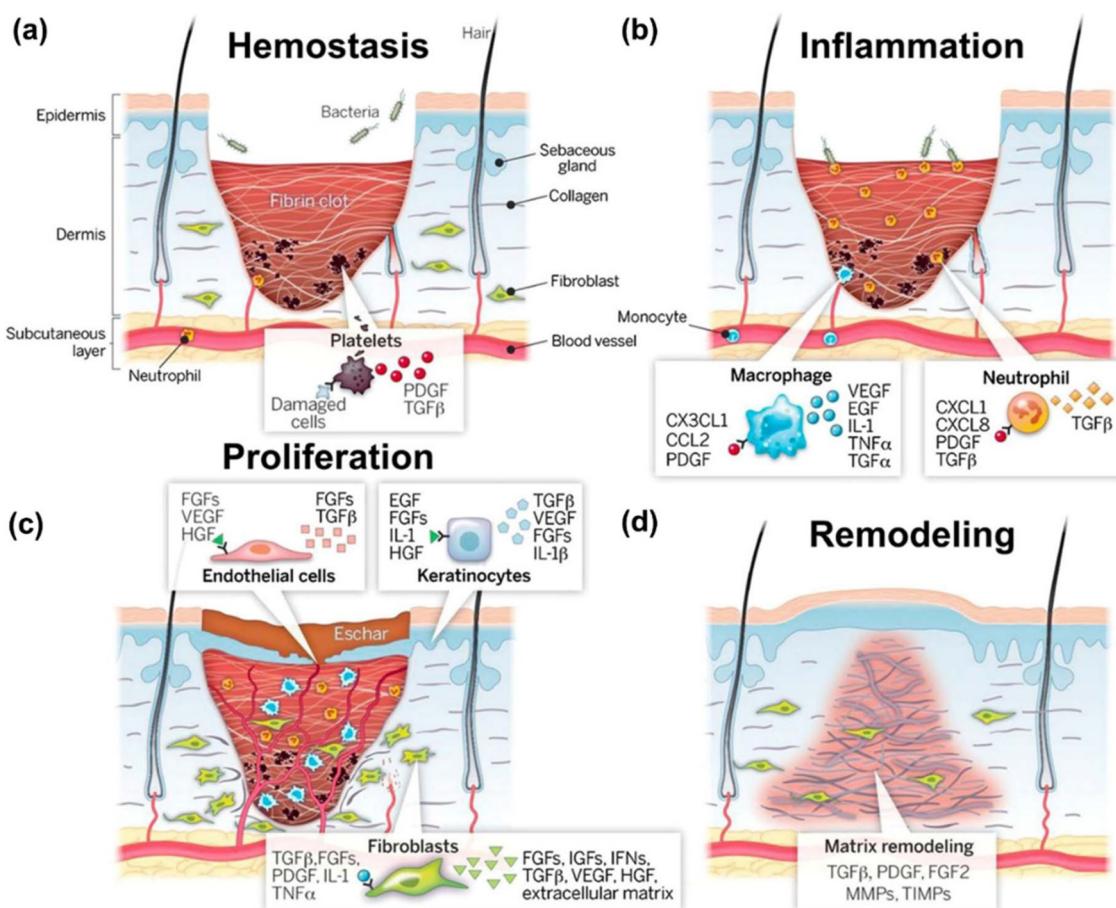 (a)
Hemostasis
Hair
Epidermis
Bacteria
Sebaceous
gland
Fibrin clot
Collagen
Dermis
Fibroblast
Subcutaneous
layer
Blood vessel
Neutrophil
Platelets
Damaged
cells
PDGF
TGFβ
(b)
Inflammation
Monocyte
Macrophage
CX3CL1
CCL2
PDGF
VEGF
EGF
IL-1
TNFα
TGFα
Neutrophil
CXCL1
CXCL8
PDGF
TGFβ
TGFβ
Proliferation
(c)
FGFs
VEGF
HGF
FGFs
TGFβ
Endothelial cells
EGF
FGFs
IL-1
HGF
TGFβ
VEGF
FGFs
IL-1β
Keratinocytes
Eschar
Fibroblasts
TGFβ,FGFs,
PDGF, IL-1
TNFα
FGFs, IGFs, IFNs,
TGFβ, VEGF, HGF,
extracellular matrix
(d)
Remodeling
Matrix remodeling
TGFβ, PDGF, FGF2
MMPs, TIMPs